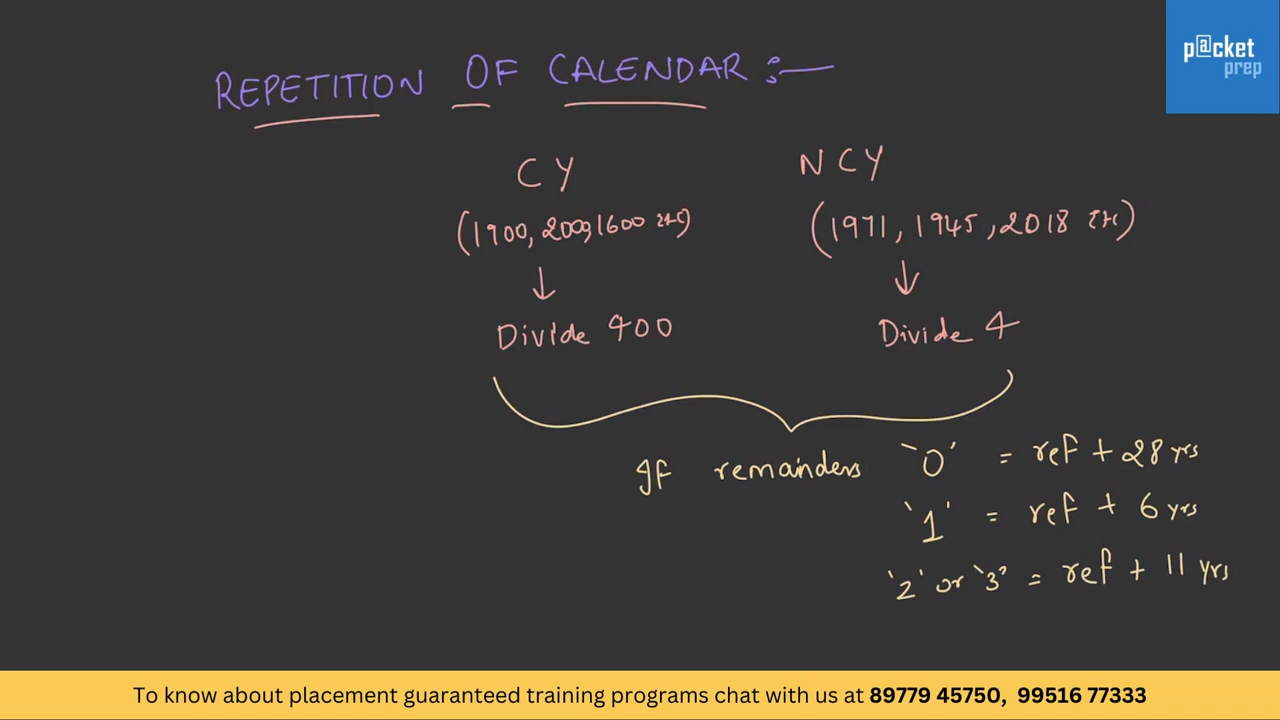 p@cket
prep
REPETITION OF CALENDAR :—
CY
NCY
(1900, 2000, 1600 etc)
(1971, 1945, 2018 etc)
↓
↓
Divide 400
Divide 4
If remainders '0' = ref + 28 yrs
'1' = ref + 6 yrs
'2' or '3' = ref + 11 yrs
To know about placement guaranteed training programs chat with us at 89779 45750, 99516 77333